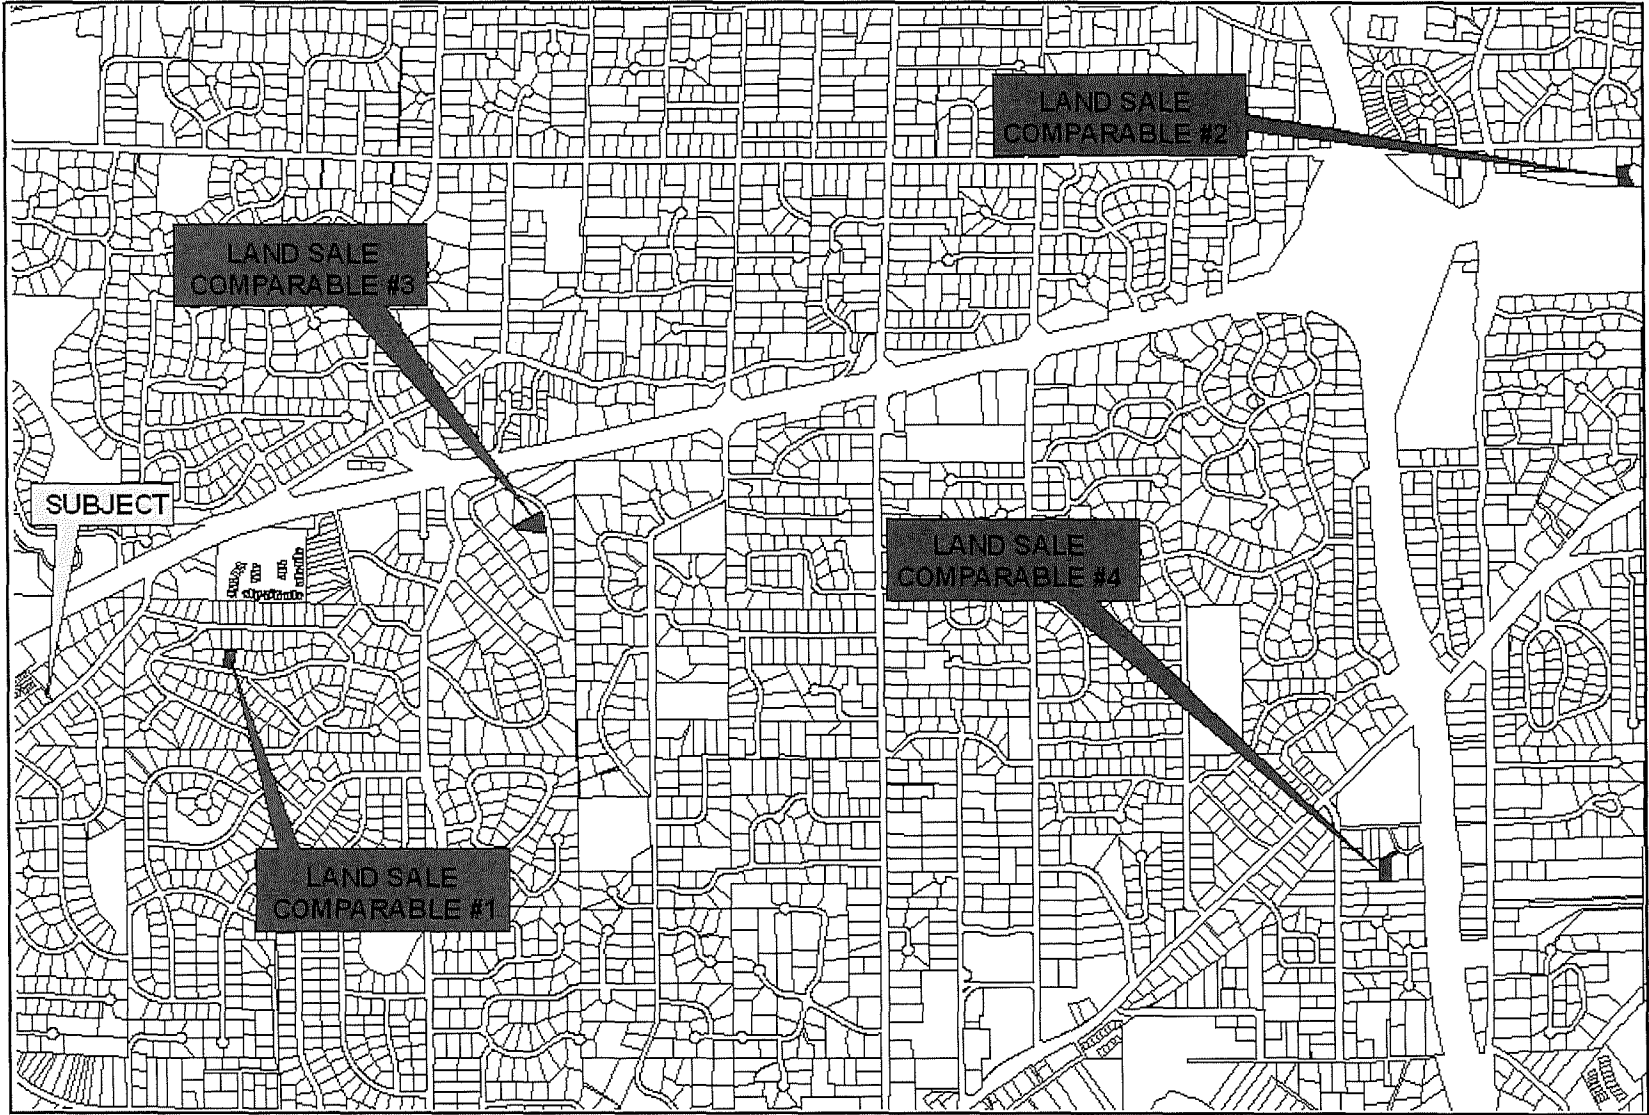 LAND SALE
COMPARABLE #2
LAND SALE
COMPARABLE #3
SUBJECT
LAND SALE
COMPARABLE #4
LAND SALE
COMPARABLE #1